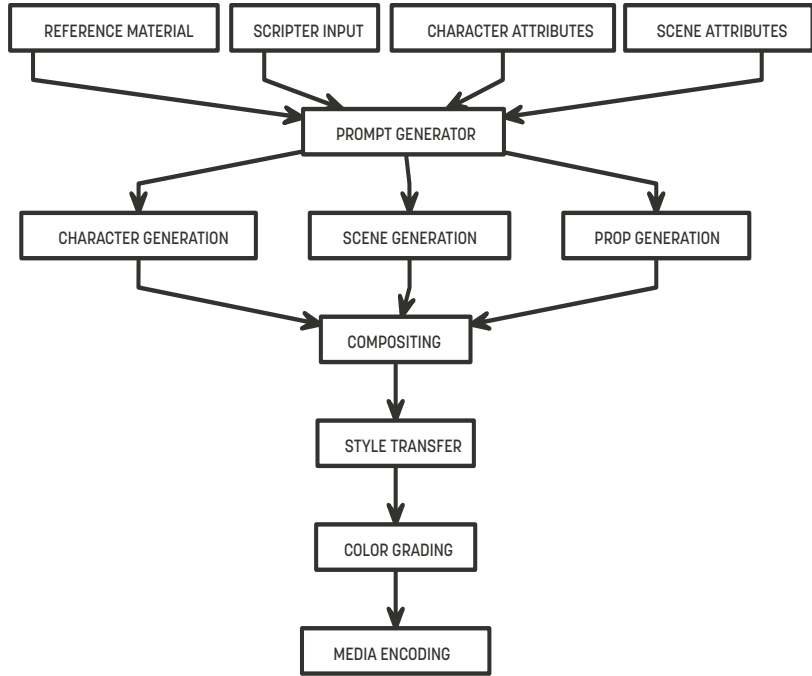 REFERENCE MATERIAL
SCRIPTER INPUT
CHARACTER ATTRIBUTES
SCENE ATTRIBUTES
PROMPT GENERATOR
CHARACTER GENERATION
SCENE GENERATION
PROP GENERATION
COMPOSITING
STYLE TRANSFER
COLOR GRADING
MEDIA ENCODING